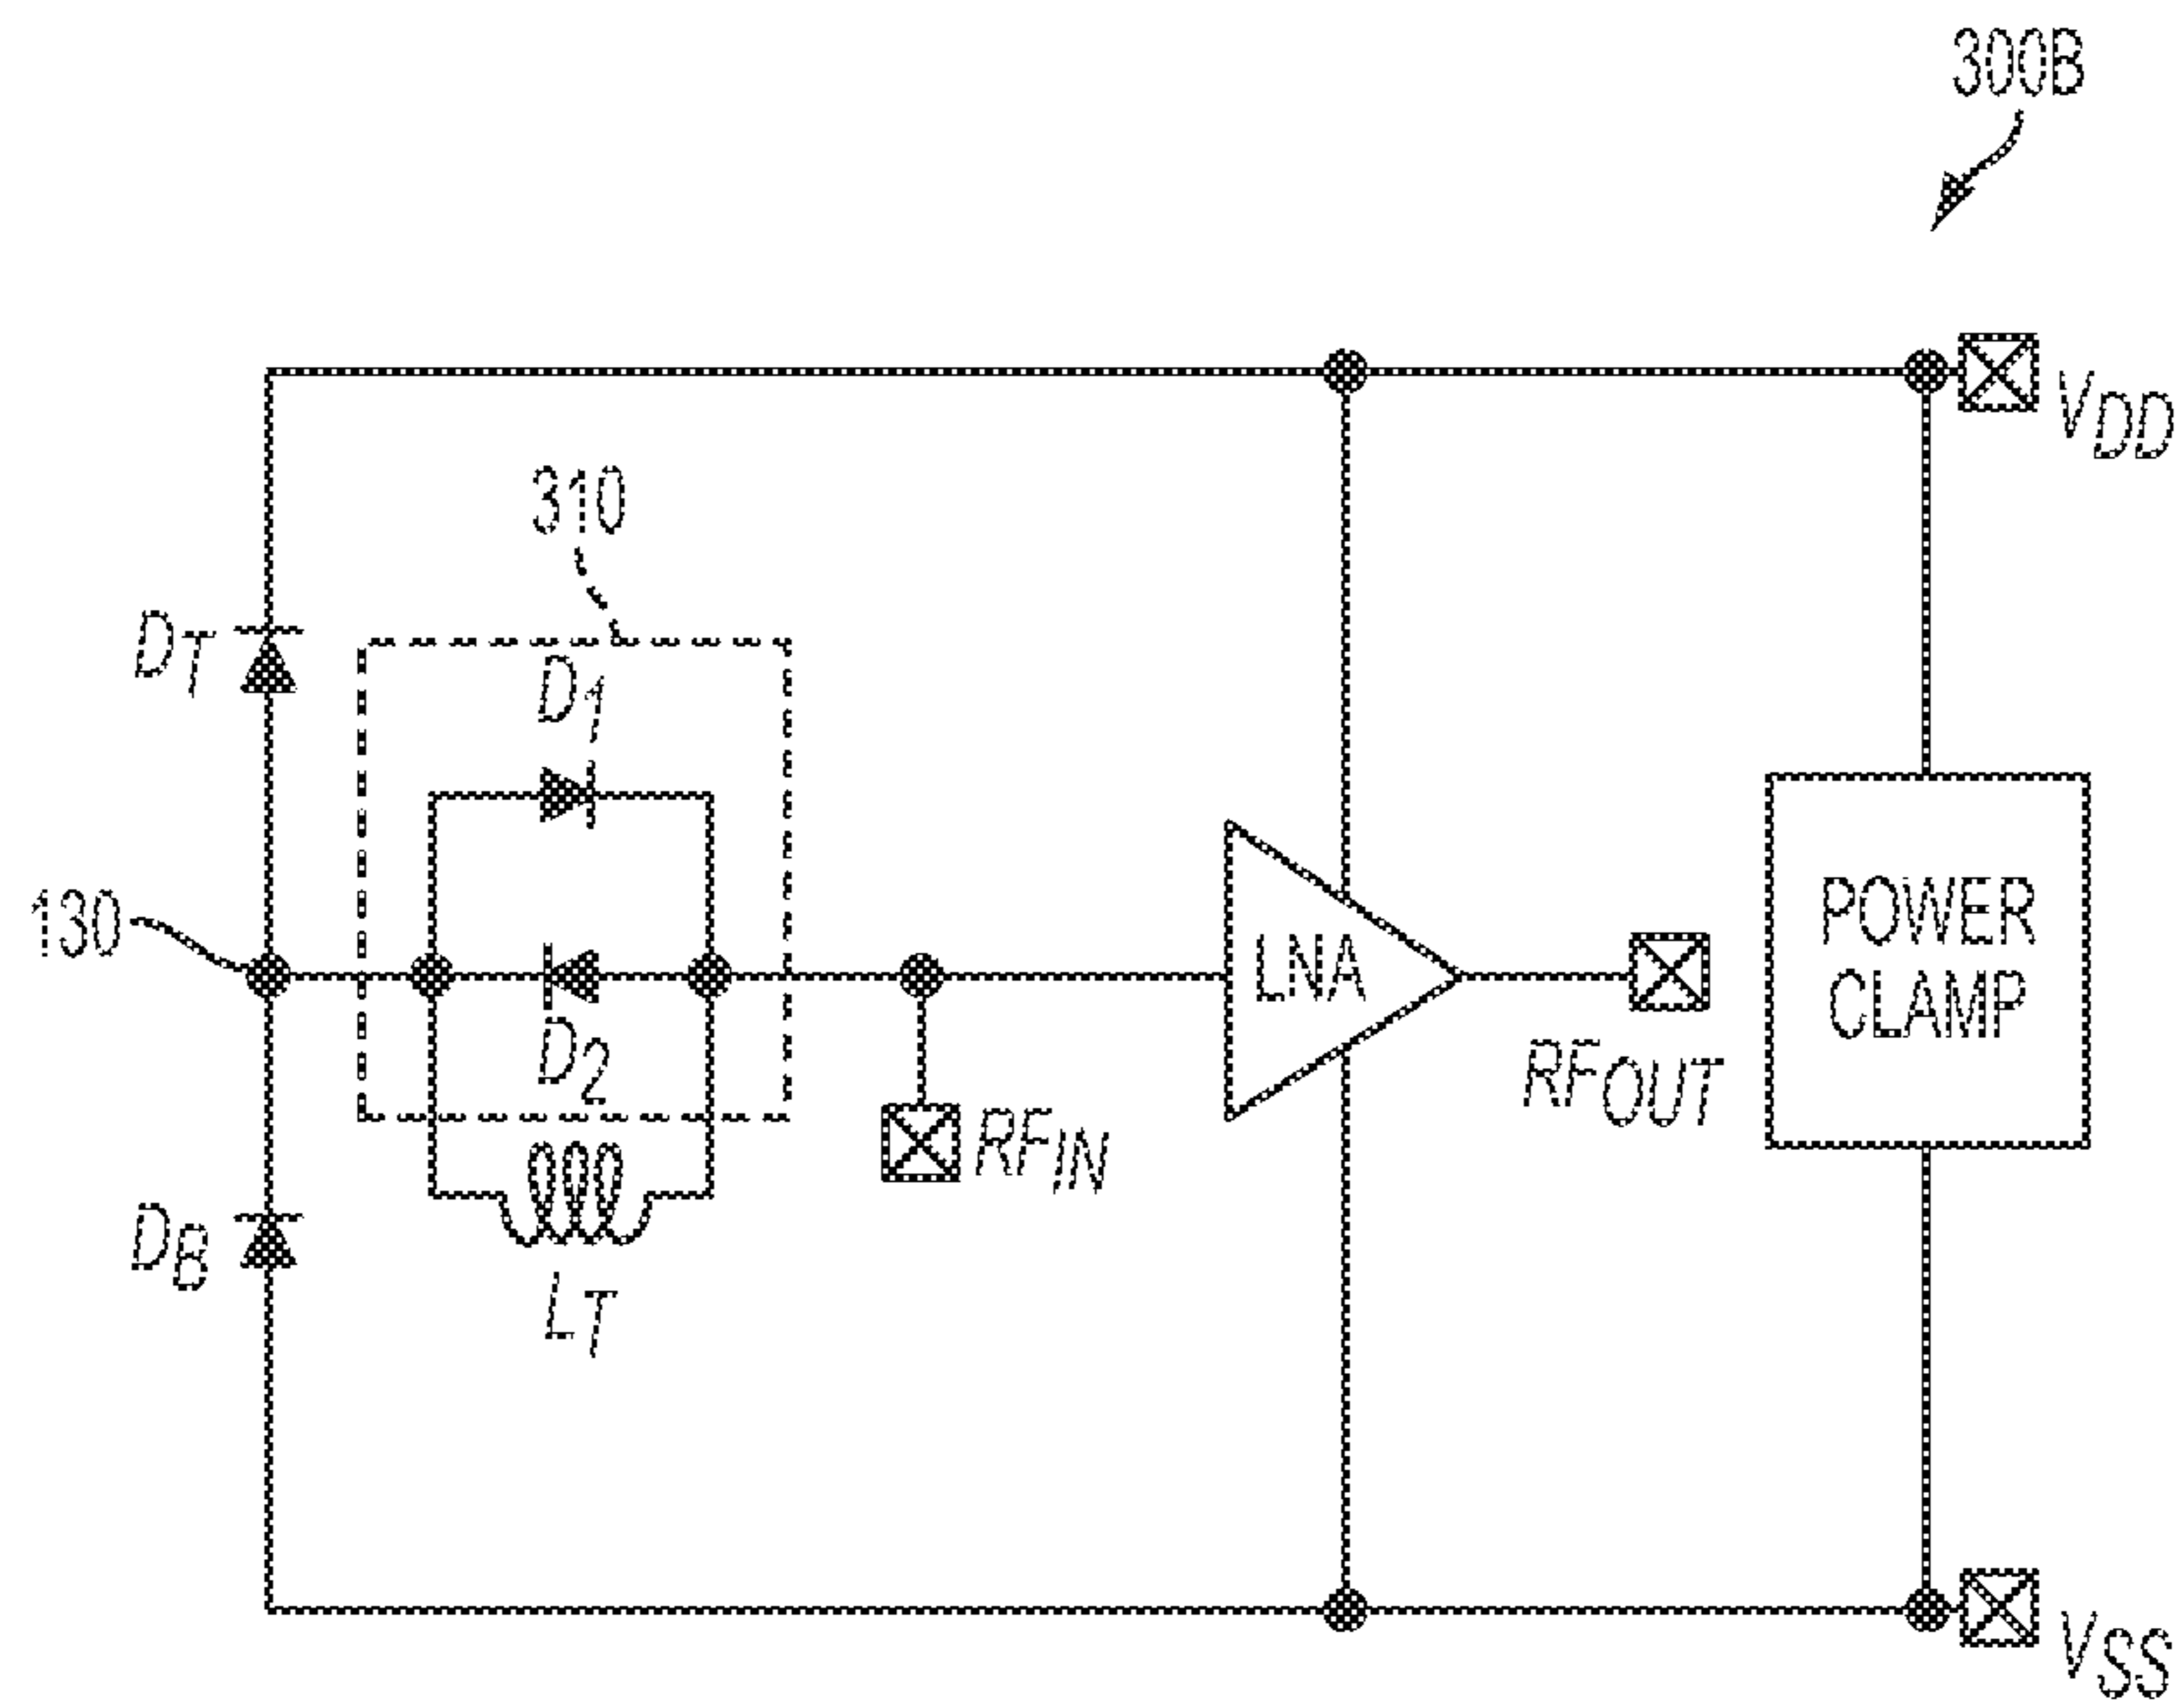 300B
VDD
310
DT
D1
130
LNA
POWER
CLAMP
D2
RFOUT
RFIN
DB
LT
VSS